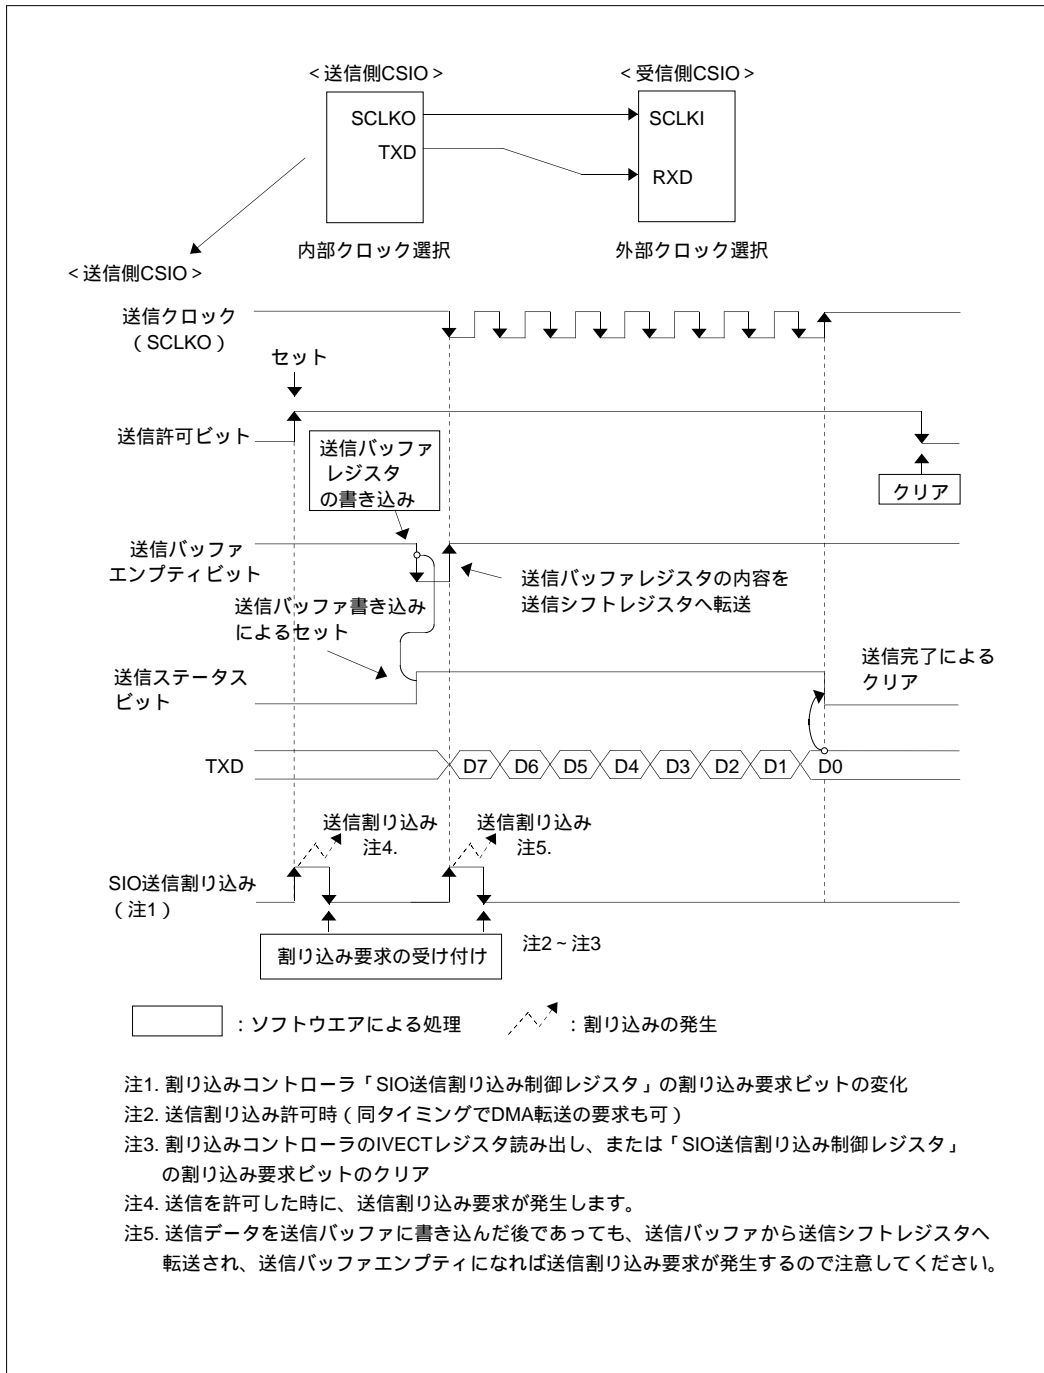 ＜送信側CSIO＞
＜受信側CSIO＞
SCLKO
SCLKI
TXD
RXD
内部クロック選択
外部クロック選択
＜送信側CSIO＞
送信クロック
（SCLKO）
セット
送信許可ビット
送信バッファ
レジスタ
の書き込み
クリア
送信バッファ
エンプティビット
送信バッファレジスタの内容を
送信シフトレジスタへ転送
送信バッファ書き込み
によるセット
送信ステータス
ビット
送信完了による
クリア
TXD
D7 D6 D5 D4 D3 D2 D1 D0
送信割り込み
注4.
送信割り込み
注5.
SIO送信割り込み
（注1）
割り込み要求の受け付け
注2～注3
：ソフトウエアによる処理
：割り込みの発生
注1. 割り込みコントローラ「SIO送信割り込み制御レジスタ」の割り込み要求ビットの変化
注2. 送信割り込み許可時（同タイミングでDMA転送の要求も可）
注3. 割り込みコントローラのIVECTレジスタ読み出し、または「SIO送信割り込み制御レジスタ」
の割り込み要求ビットのクリア
注4. 送信を許可した時に、送信割り込み要求が発生します。
注5. 送信データを送信バッファに書き込んだ後であっても、送信バッファから送信シフトレジスタへ
転送され、送信バッファエンプティになれば送信割り込み要求が発生するので注意してください。